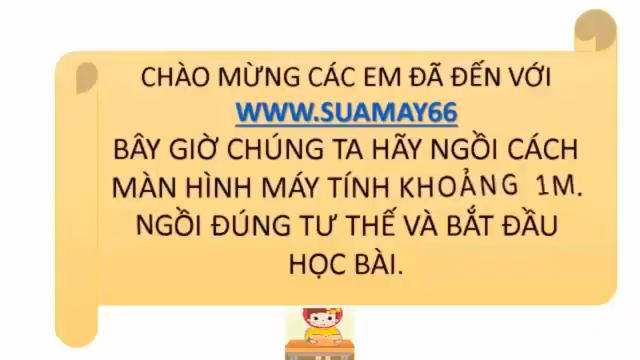 CHÀO MỪNG CÁC EM ĐÃ ĐẾN VỚI
WWW.SUAMAY66
BÂY GIỜ CHÚNG TA HÃY NGỒI CÁCH
MÀN HÌNH MÁY TÍNH KHOẢNG 1M.
NGỒI ĐÚNG TƯ THẾ VÀ BẮT ĐẦU
HỌC BÀI.